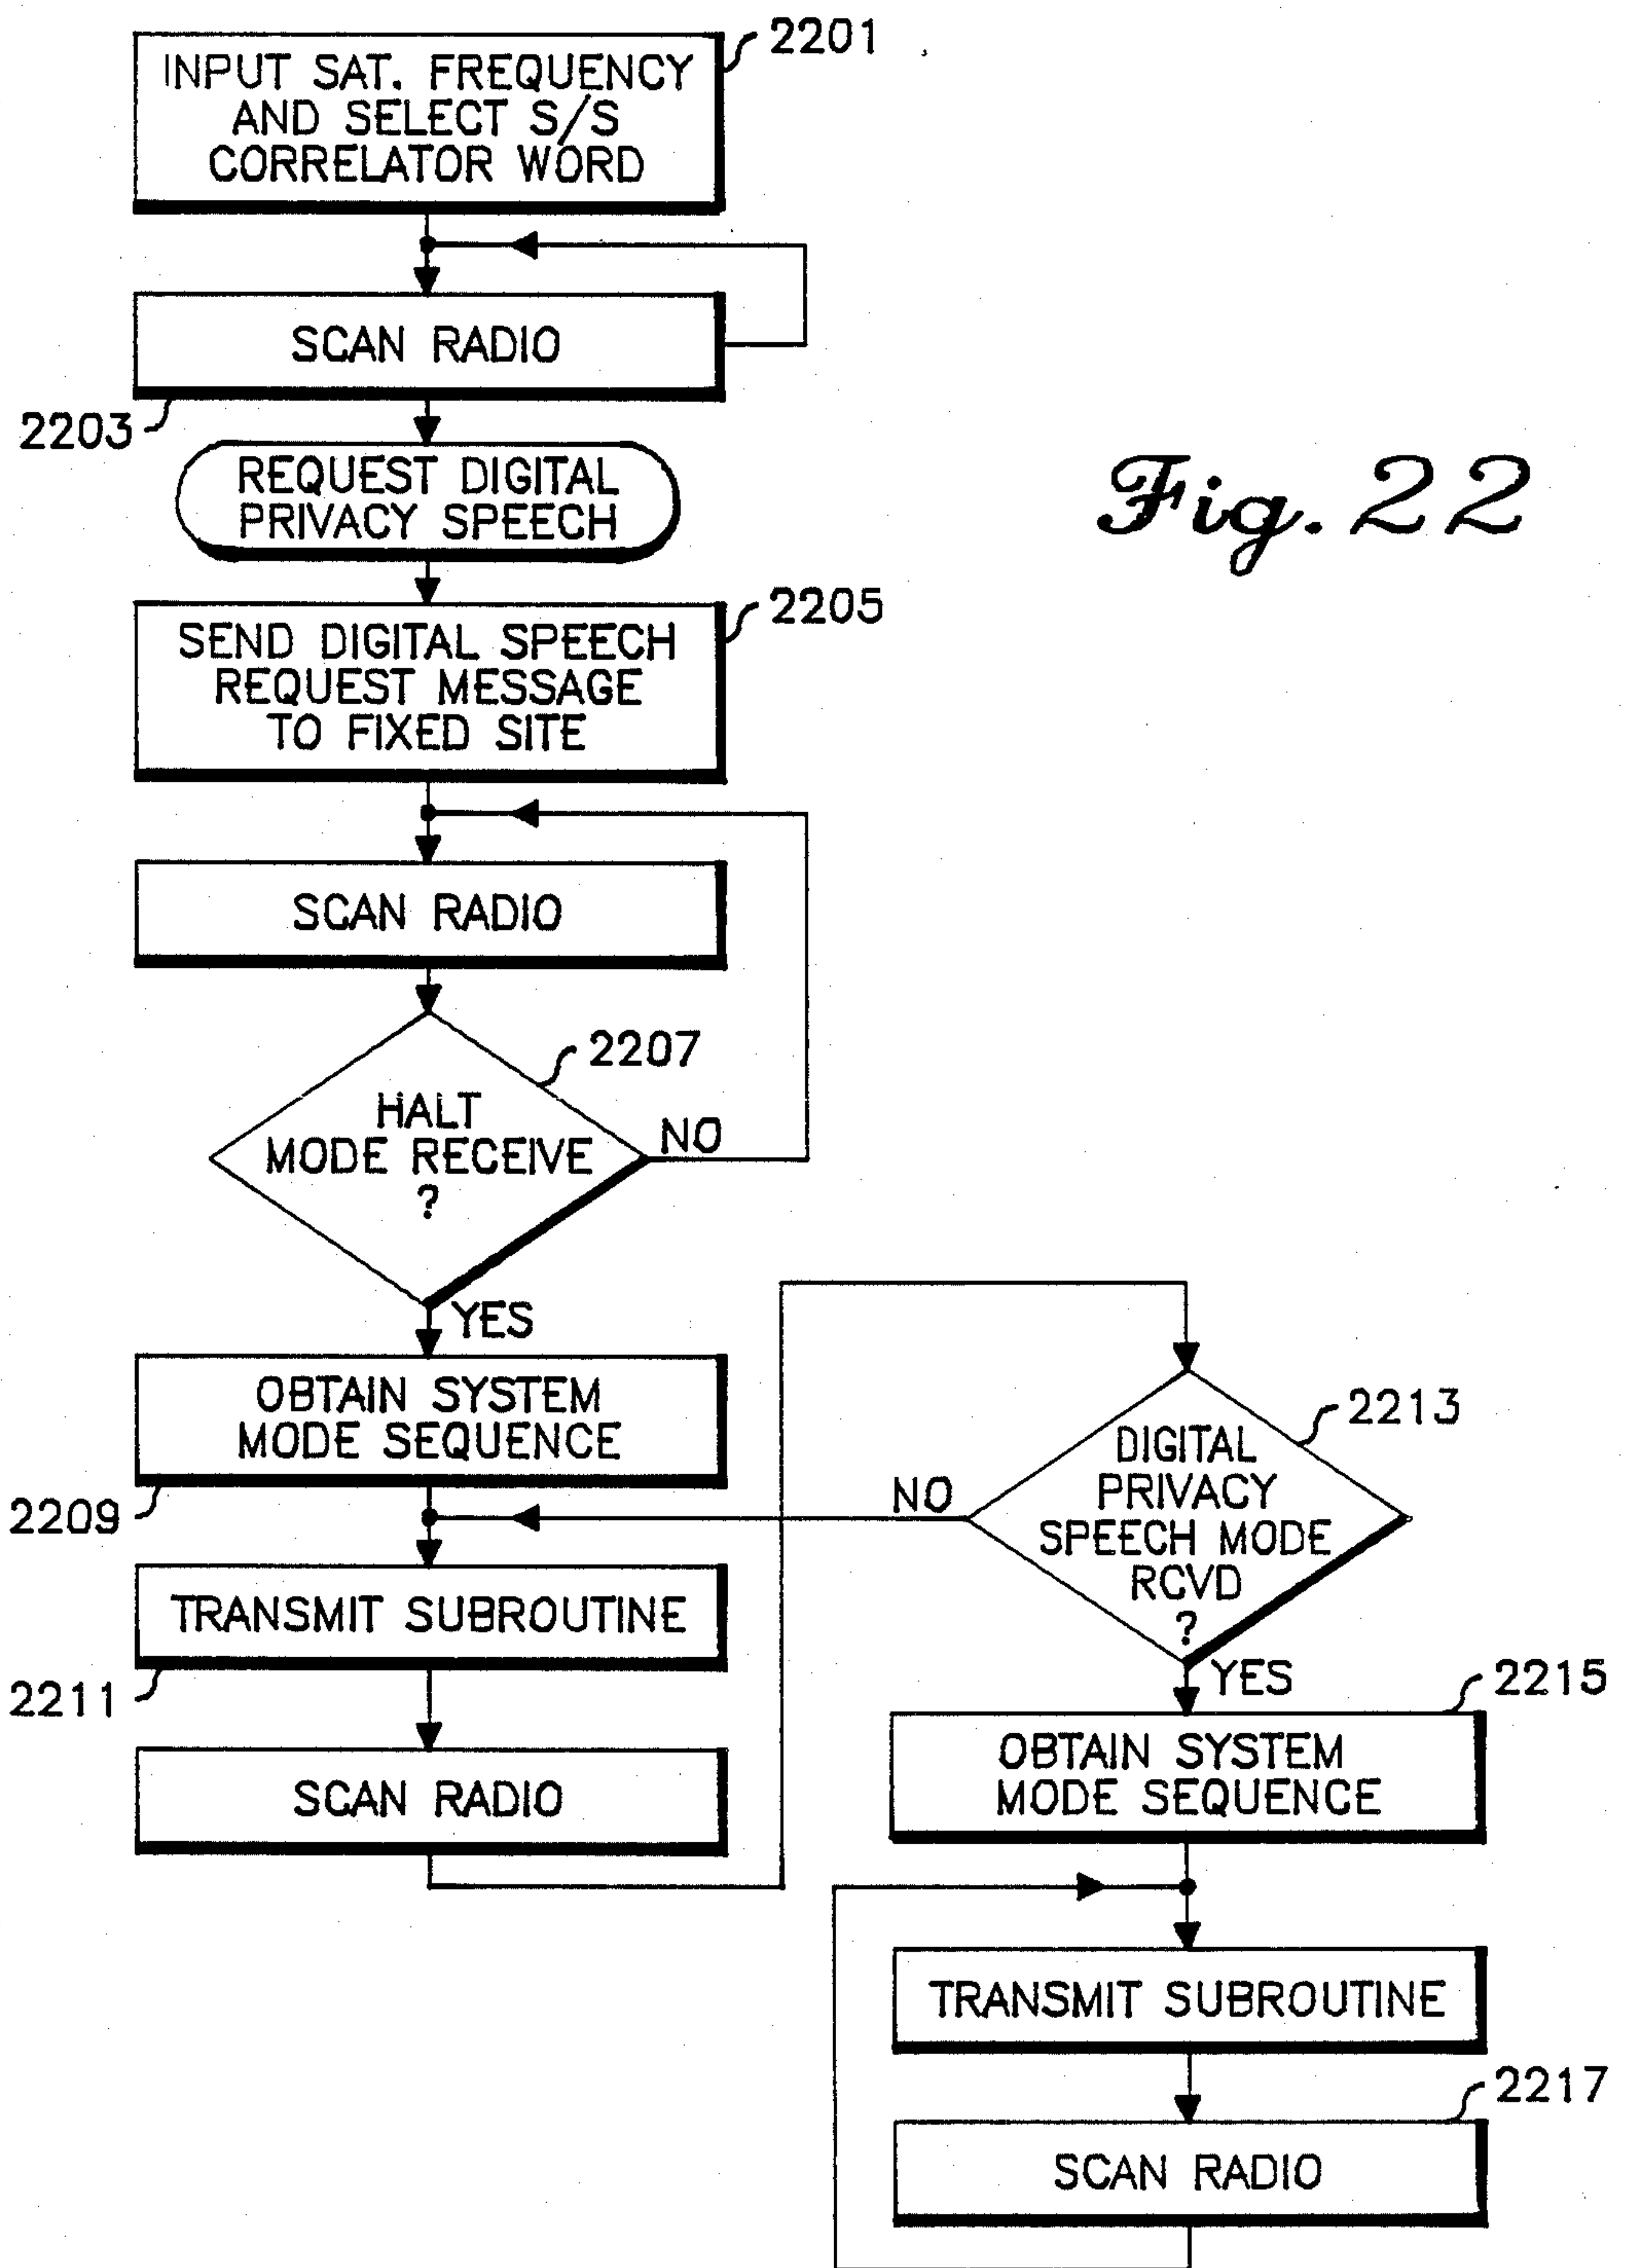 2201
INPUT SAT. FREQUENCY
AND SELECT S/S
CORRELATOR WORD
SCAN RADIO
2203
REQUEST DIGITAL
PRIVACY SPEECH
Fig. 22
2205
SEND DIGITAL SPEECH
REQUEST MESSAGE
TO FIXED SITE
SCAN RADIO
2207
HALT
MODE RECEIVE
?
NO
YES
OBTAIN SYSTEM
MODE SEQUENCE
2209
TRANSMIT SUBROUTINE
2211
SCAN RADIO
2213
DIGITAL
PRIVACY
SPEECH MODE
RCVD
?
NO
YES
2215
OBTAIN SYSTEM
MODE SEQUENCE
TRANSMIT SUBROUTINE
2217
SCAN RADIO